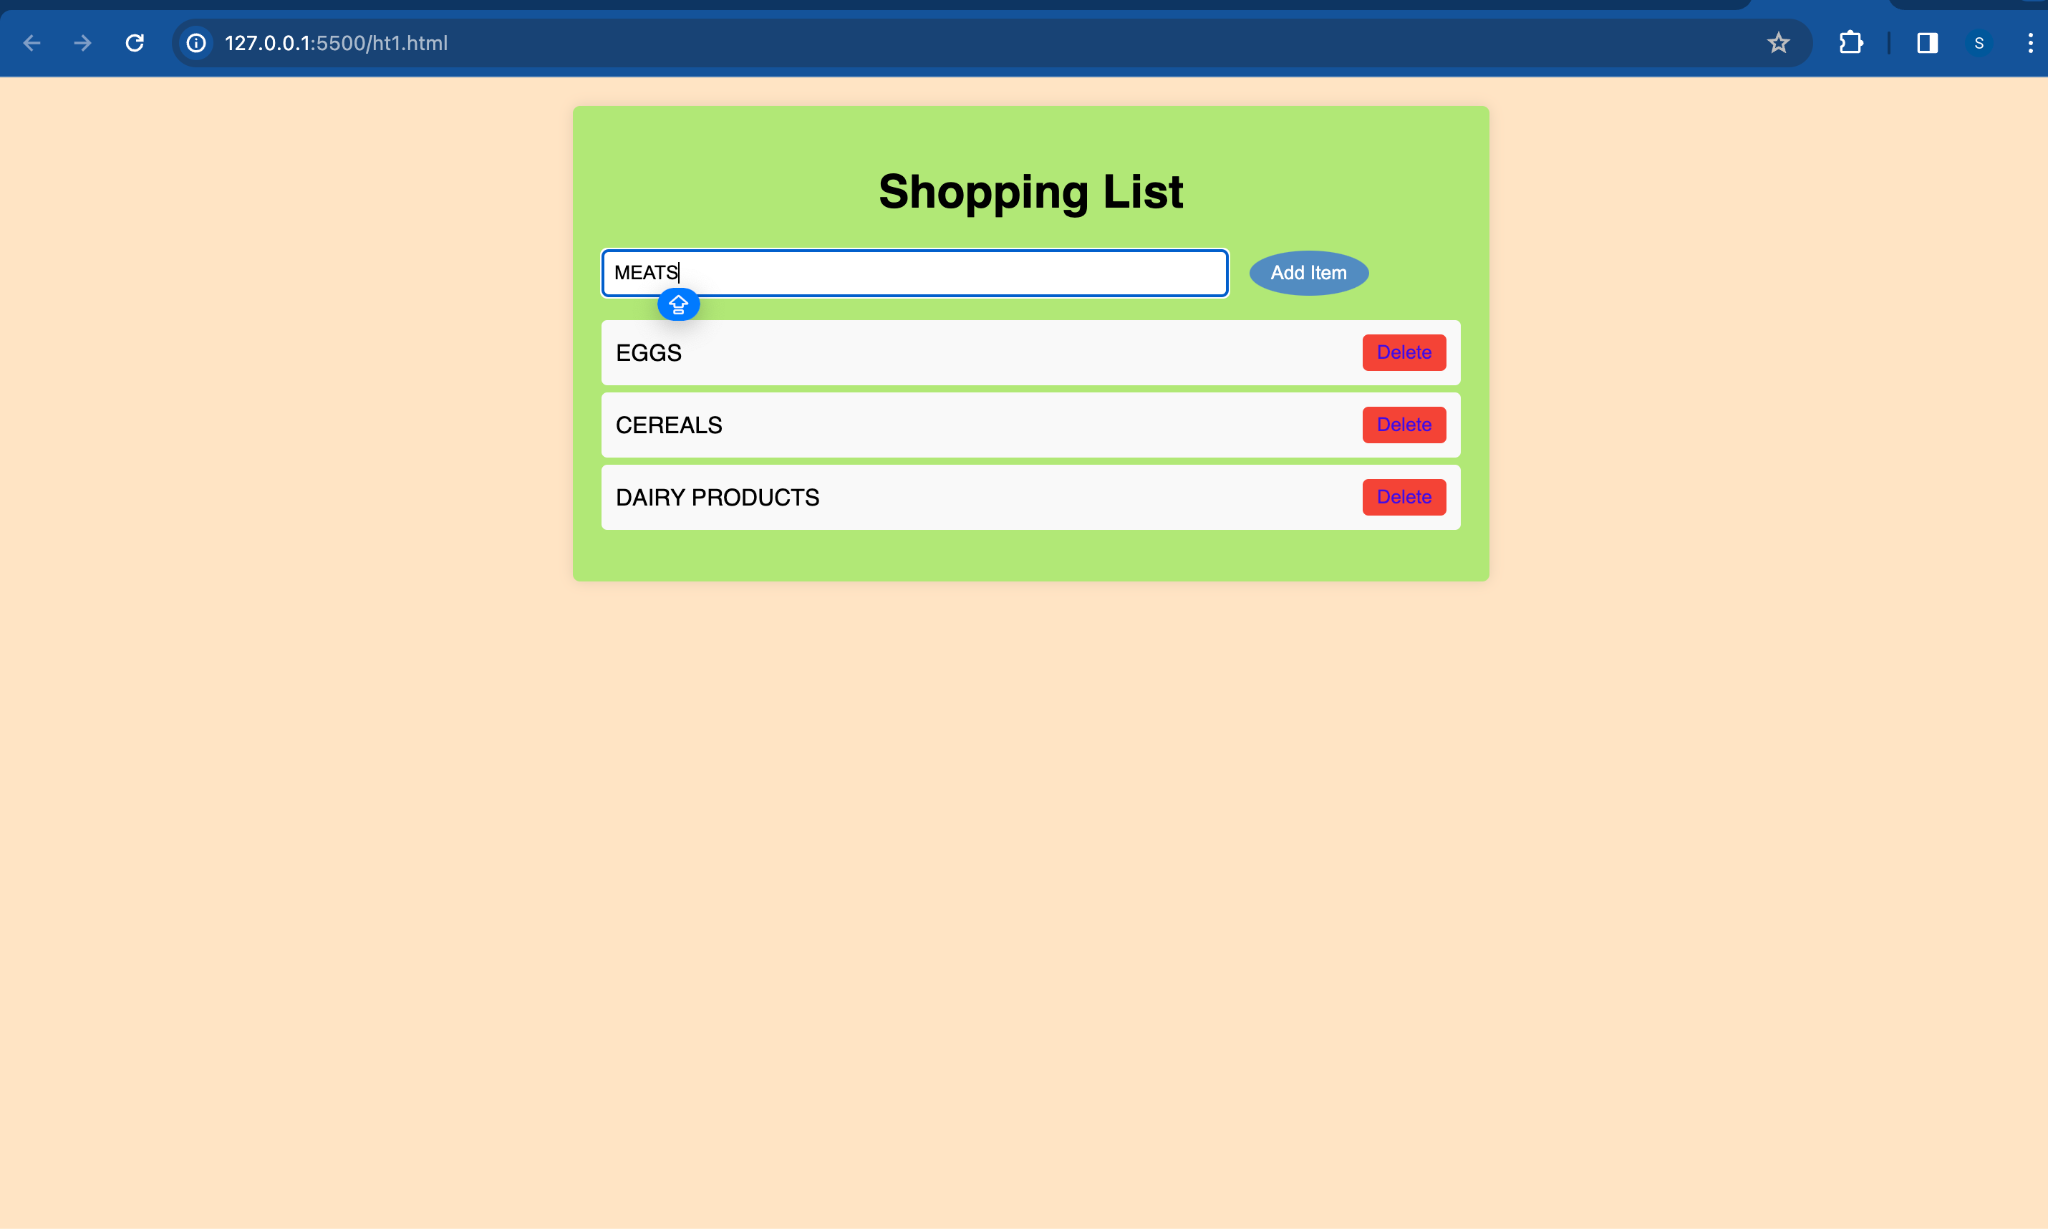 127.0.0.1:5500/ht1.html
S
Shopping List
MEATS
Add Item
EGGS
Delete
CEREALS
Delete
DAIRY PRODUCTS
Delete